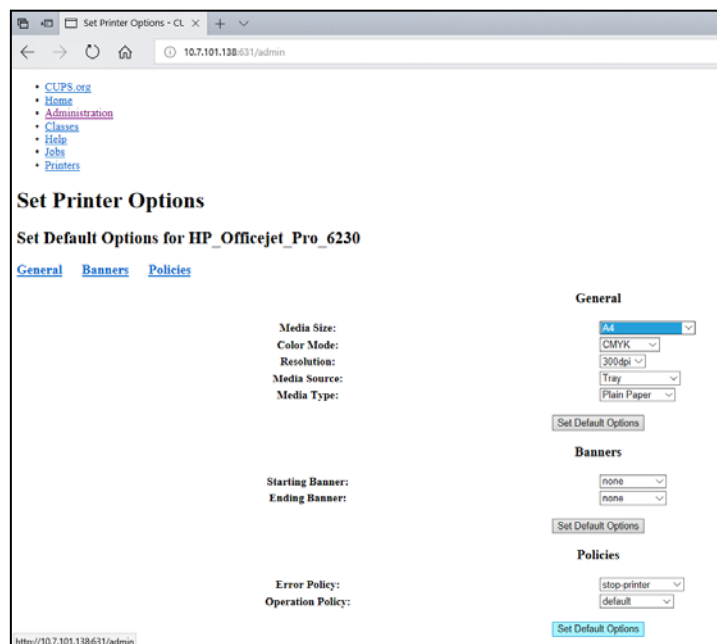 Set Printer Options - CL
10.7.101.138:631/admin
CUPS.org
Home
Administration
Classes
Help
Jobs
Printers
Set Printer Options
Set Default Options for HP_Officejet_Pro_6230
General Banners Policies
General
Media Size: A4
Color Mode: CMYK
Resolution: 300dpi
Media Source: Tray
Media Type: Plain Paper
Set Default Options
Banners
Starting Banner: none
Ending Banner: none
Set Default Options
Policies
Error Policy: stop-printer
Operation Policy: default
Set Default Options
http://10.7.101.138:631/admin